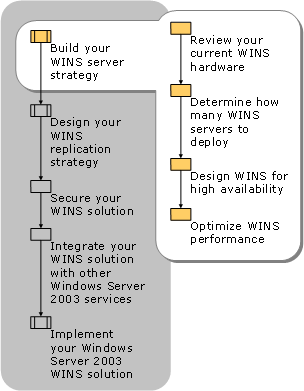 Build your
WINS server
strategy
Design your
WINS
replication
strategy
Secure your
WINS solution
Integrate your
WINS solution
with other
Windows Server
2003 services
Implement
your Windows
Server 2003
WINS solution
Review your
current WINS
hardware
Determine how
many WINS
servers to
deploy
Design WINS for
high availability
Optimize WINS
performance